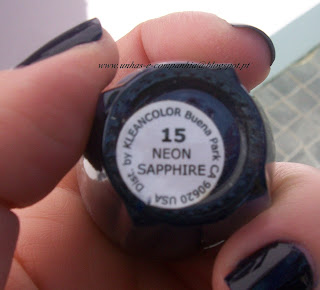 www.unhas-e-companhia.blogspot.pt
Dist. by KLEANCOLOR Buena Park CA 90620 USA
15
NEON
SAPPHIRE